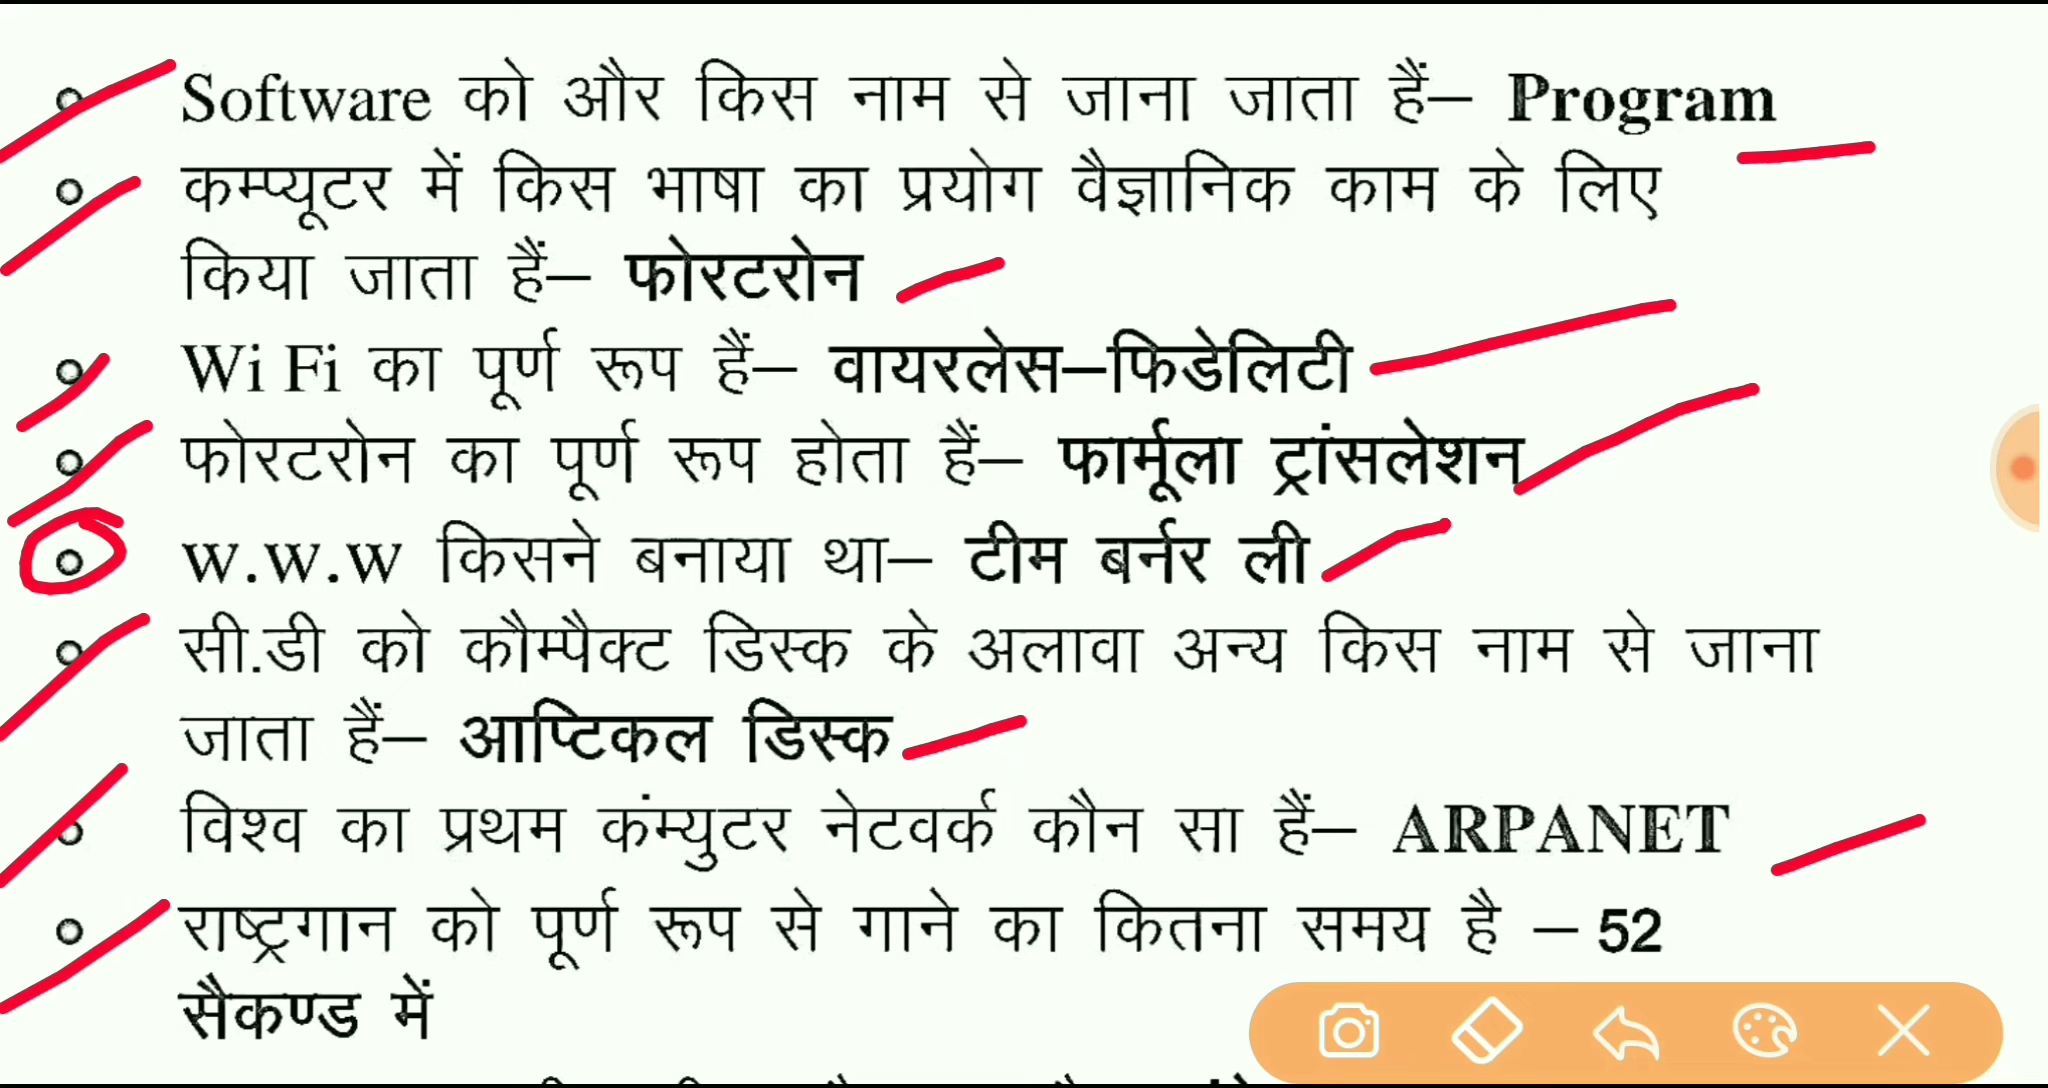 Software को और किस नाम से जाना जाता हैं– Program
कम्प्यूटर में किस भाषा का प्रयोग वैज्ञानिक काम के लिए
किया जाता हैं– फोरटरोन
Wi Fi का पूर्ण रूप हैं– वायरलेस–फिडेलिटी
फोरटरोन का पूर्ण रूप होता हैं– फार्मूला ट्रांसलेशन
w.w.w किसने बनाया था– टीम बर्नर ली
सी.डी को कौम्पैक्ट डिस्क के अलावा अन्य किस नाम से जाना
जाता हैं– आप्टिकल डिस्क
विश्व का प्रथम कंम्युटर नेटवर्क कौन सा हैं– ARPANET
राष्ट्रगान को पूर्ण रूप से गाने का कितना समय है – 52
सैकण्ड में